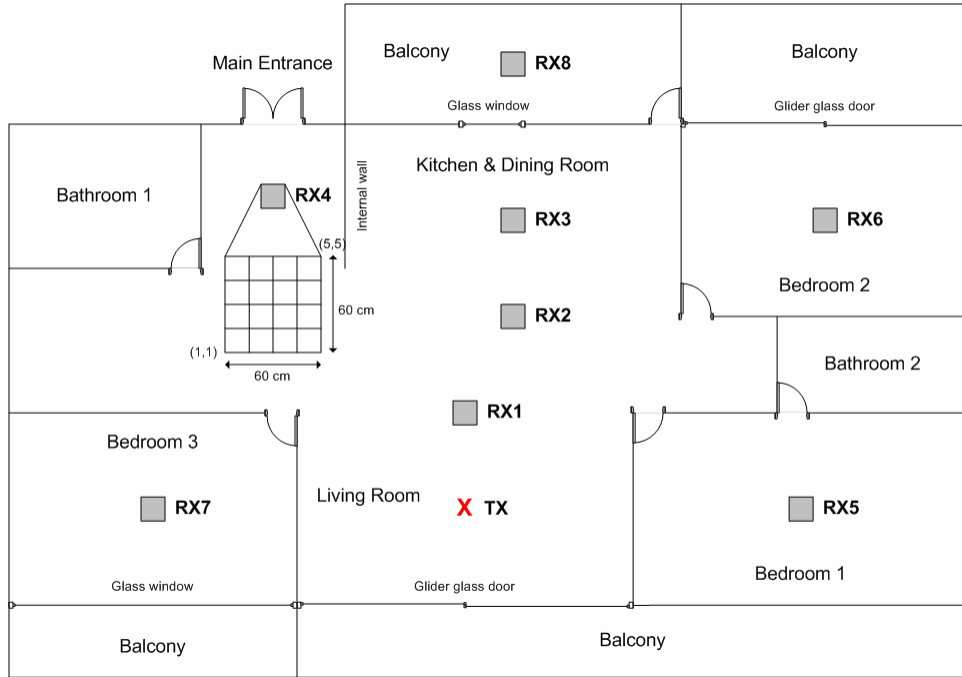 Balcony
RX8
Balcony
Main Entrance
Glass window
Glider glass door
Kitchen & Dining Room
Internal wall
Bathroom 1
RX4
RX3
RX6
(5,5)
Bedroom 2
60 cm
RX2
(1,1)
60 cm
Bathroom 2
RX1
Bedroom 3
Living Room
RX7
X TX
RX5
Glass window
Glider glass door
Bedroom 1
Balcony
Balcony